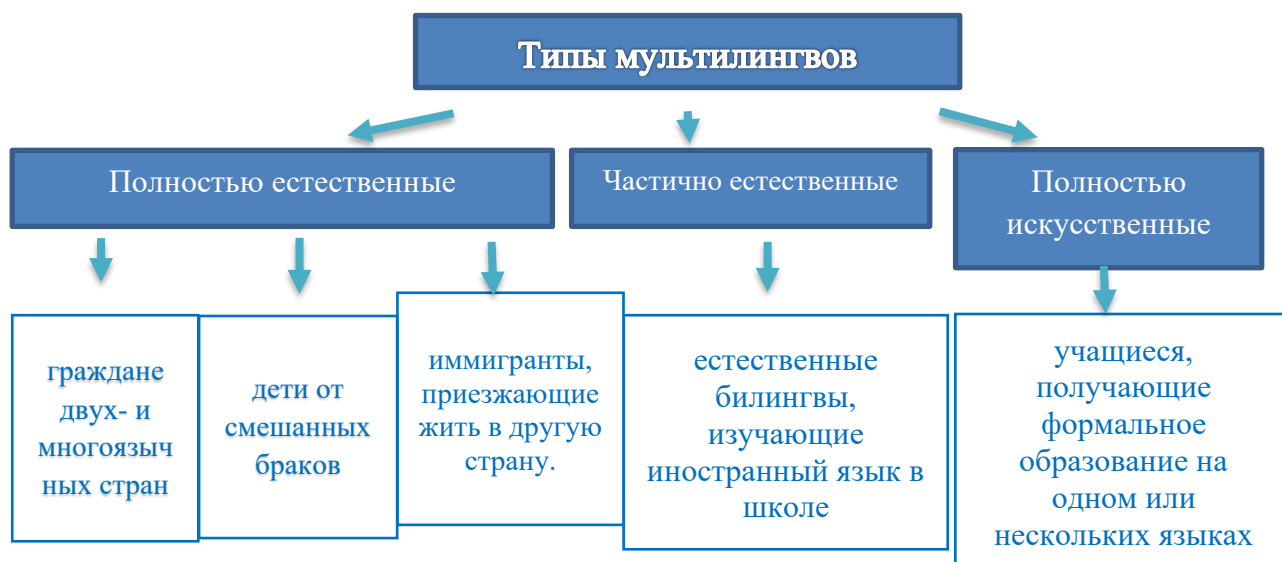 Типы мультилингвов
Полностью естественные
Частично естественные
Полностью
искусственные
граждане
двух- и
многоязыч
ных стран
дети от
смешанных
браков
иммигранты,
приезжающие
жить в другую
страну.
естественные
билингвы,
изучающие
иностранный язык в
школе
учащиеся,
получающие
формальное
образование на
одном или
нескольких языках